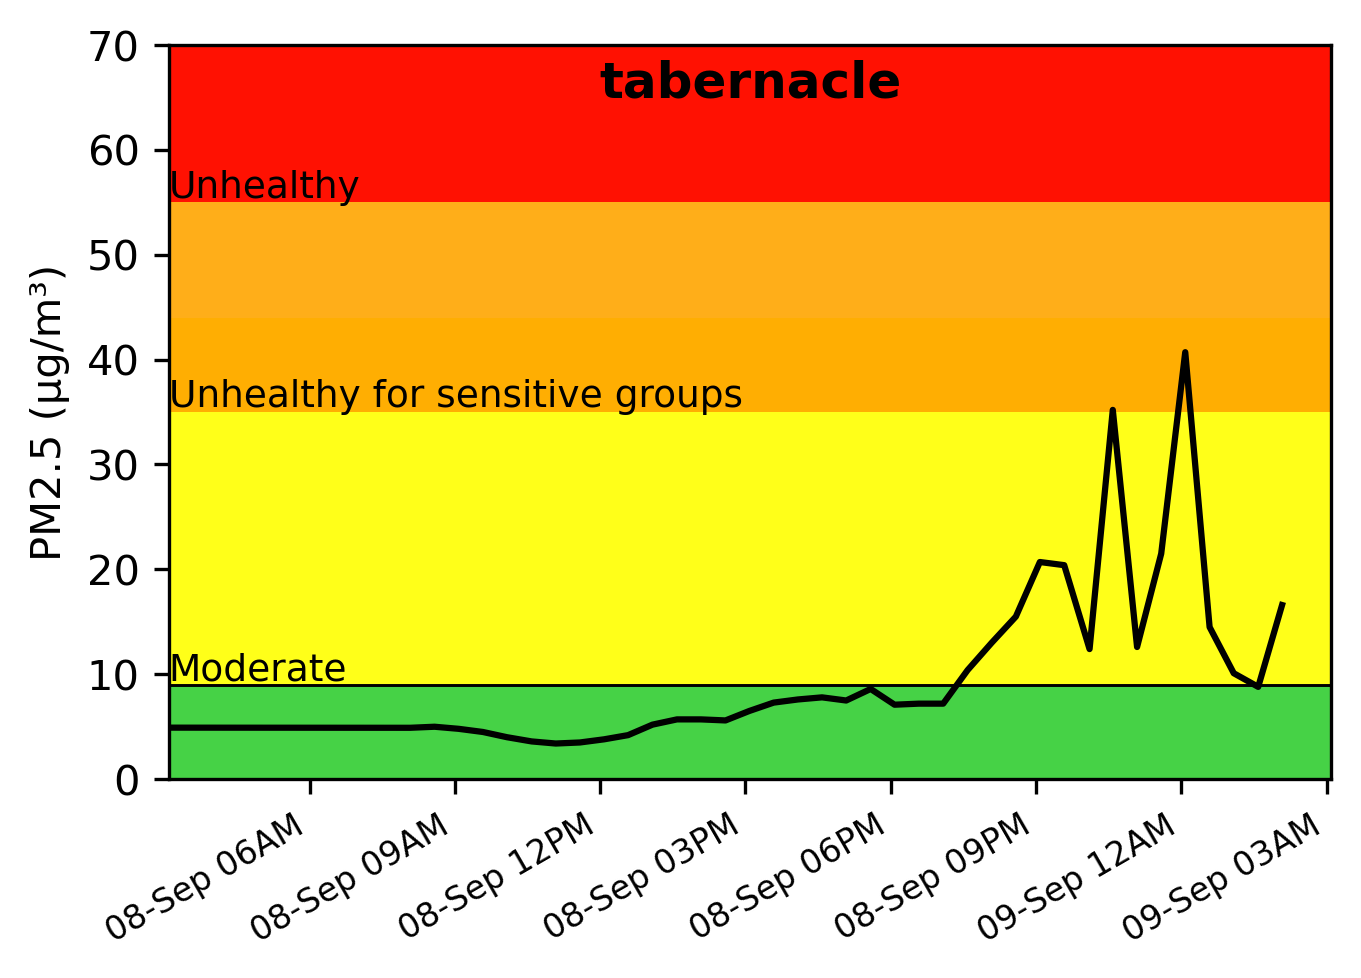 tabernacle
PM2.5 (µg/m³)
70
60
50
40
30
20
10
0
Unhealthy
Unhealthy for sensitive groups
Moderate
08-Sep 06AM
08-Sep 09AM
08-Sep 12PM
08-Sep 03PM
08-Sep 06PM
08-Sep 09PM
09-Sep 12AM
09-Sep 03AM